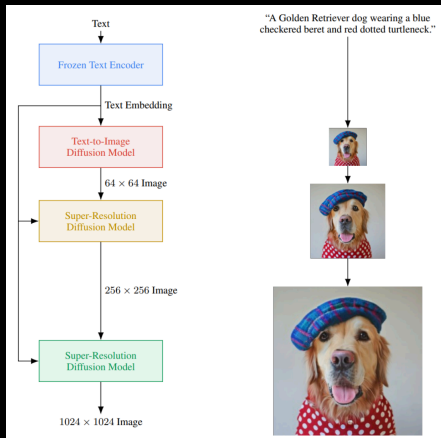 Text
Frozen Text Encoder
Text Embedding
Text-to-Image
Diffusion Model
64 × 64 Image
Super-Resolution
Diffusion Model
256 × 256 Image
Super-Resolution
Diffusion Model
1024 × 1024 Image
“A Golden Retriever dog wearing a blue
checkered beret and red dotted turtleneck.”